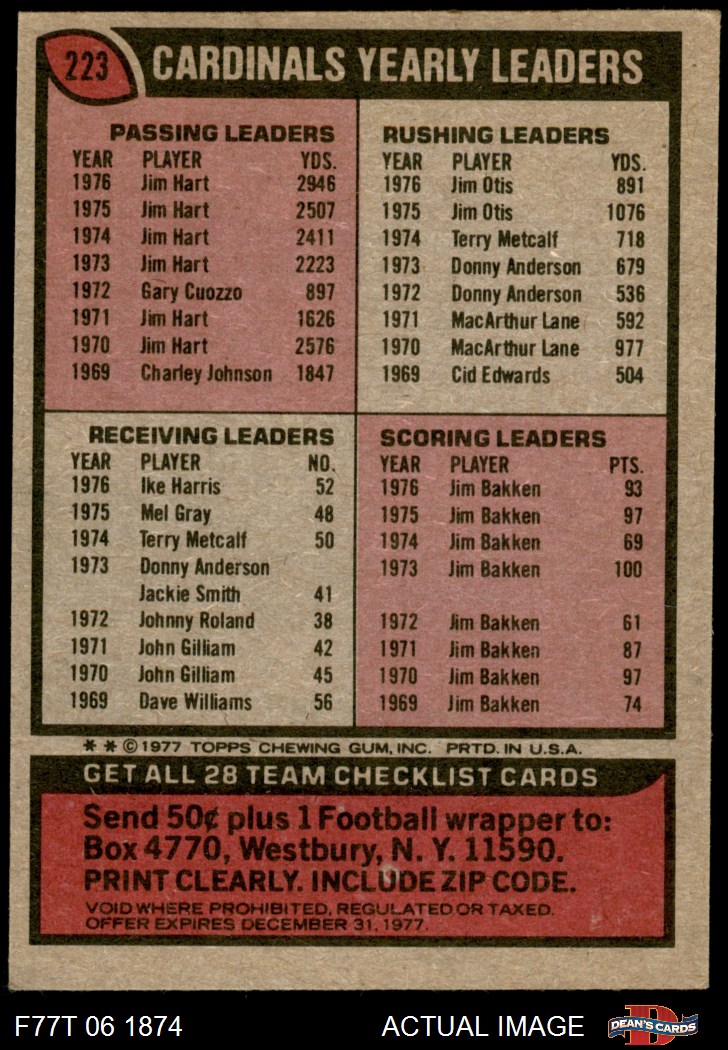 223 CARDINALS YEARLY LEADERS
PASSING LEADERS
YEAR PLAYER YDS.
1976 Jim Hart 2946
1975 Jim Hart 2507
1974 Jim Hart 2411
1973 Jim Hart 2223
1972 Gary Cuozzo 897
1971 Jim Hart 1626
1970 Jim Hart 2576
1969 Charley Johnson 1847
RUSHING LEADERS
YEAR PLAYER YDS.
1976 Jim Otis 891
1975 Jim Otis 1076
1974 Terry Metcalf 718
1973 Donny Anderson 679
1972 Donny Anderson 536
1971 MacArthur Lane 592
1970 MacArthur Lane 977
1969 Cid Edwards 504
RECEIVING LEADERS
YEAR PLAYER NO.
1976 Ike Harris 52
1975 Mel Gray 48
1974 Terry Metcalf 50
1973 Donny Anderson
Jackie Smith 41
1972 Johnny Roland 38
1971 John Gilliam 42
1970 John Gilliam 45
1969 Dave Williams 56
SCORING LEADERS
YEAR PLAYER PTS.
1976 Jim Bakken 93
1975 Jim Bakken 97
1974 Jim Bakken 69
1973 Jim Bakken 100
1972 Jim Bakken 61
1971 Jim Bakken 87
1970 Jim Bakken 97
1969 Jim Bakken 74
* * © 1977 TOPPS CHEWING GUM, INC. PRTD. IN U.S.A.
GET ALL 28 TEAM CHECKLIST CARDS
Send 50¢ plus 1 Football wrapper to:
Box 4770, Westbury, N. Y. 11590.
PRINT CLEARLY. INCLUDE ZIP CODE.
VOID WHERE PROHIBITED, REGULATED OR TAXED.
OFFER EXPIRES DECEMBER 31, 1977.
F77T 06 1874 ACTUAL IMAGE D DEAN'S CARDS